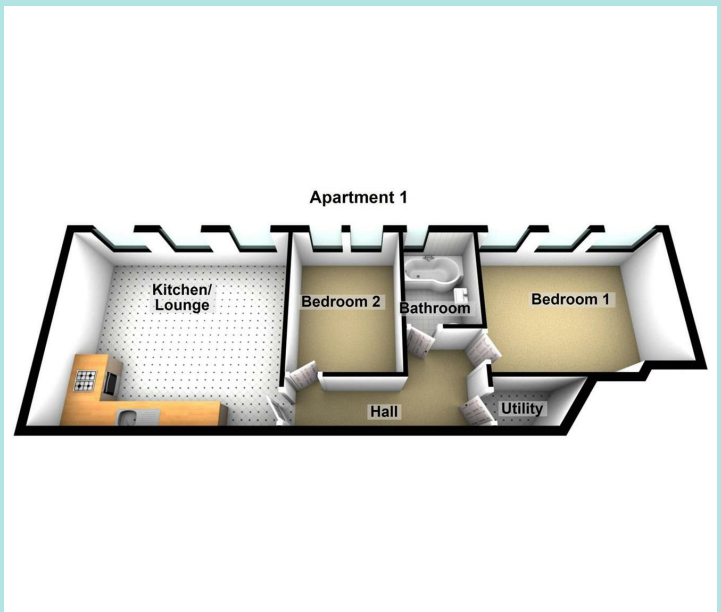 Apartment 1
Kitchen/
Lounge
Bedroom 2
Bathroom
Bedroom 1
Hall
Utility